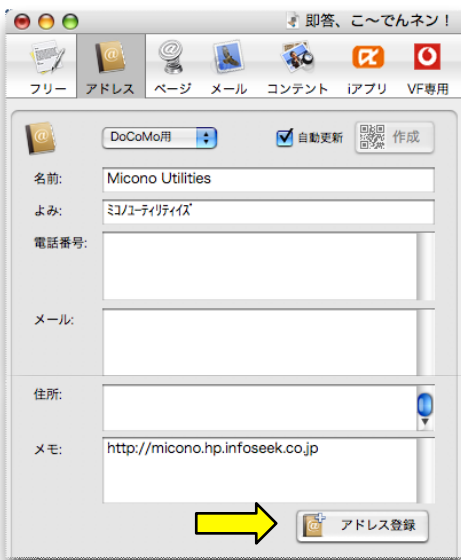 即答、こ〜でんネン！
フリー アドレス ページ メール コンテント iアプリ VF専用
DoCoMo用 自動更新 作成
名前: Micono Utilities
よみ: ﾐｺﾉﾕｰﾃｨﾘﾃｨｲｽﾞ
電話番号:
メール:
住所:
メモ: http://micono.hp.infoseek.co.jp
アドレス登録